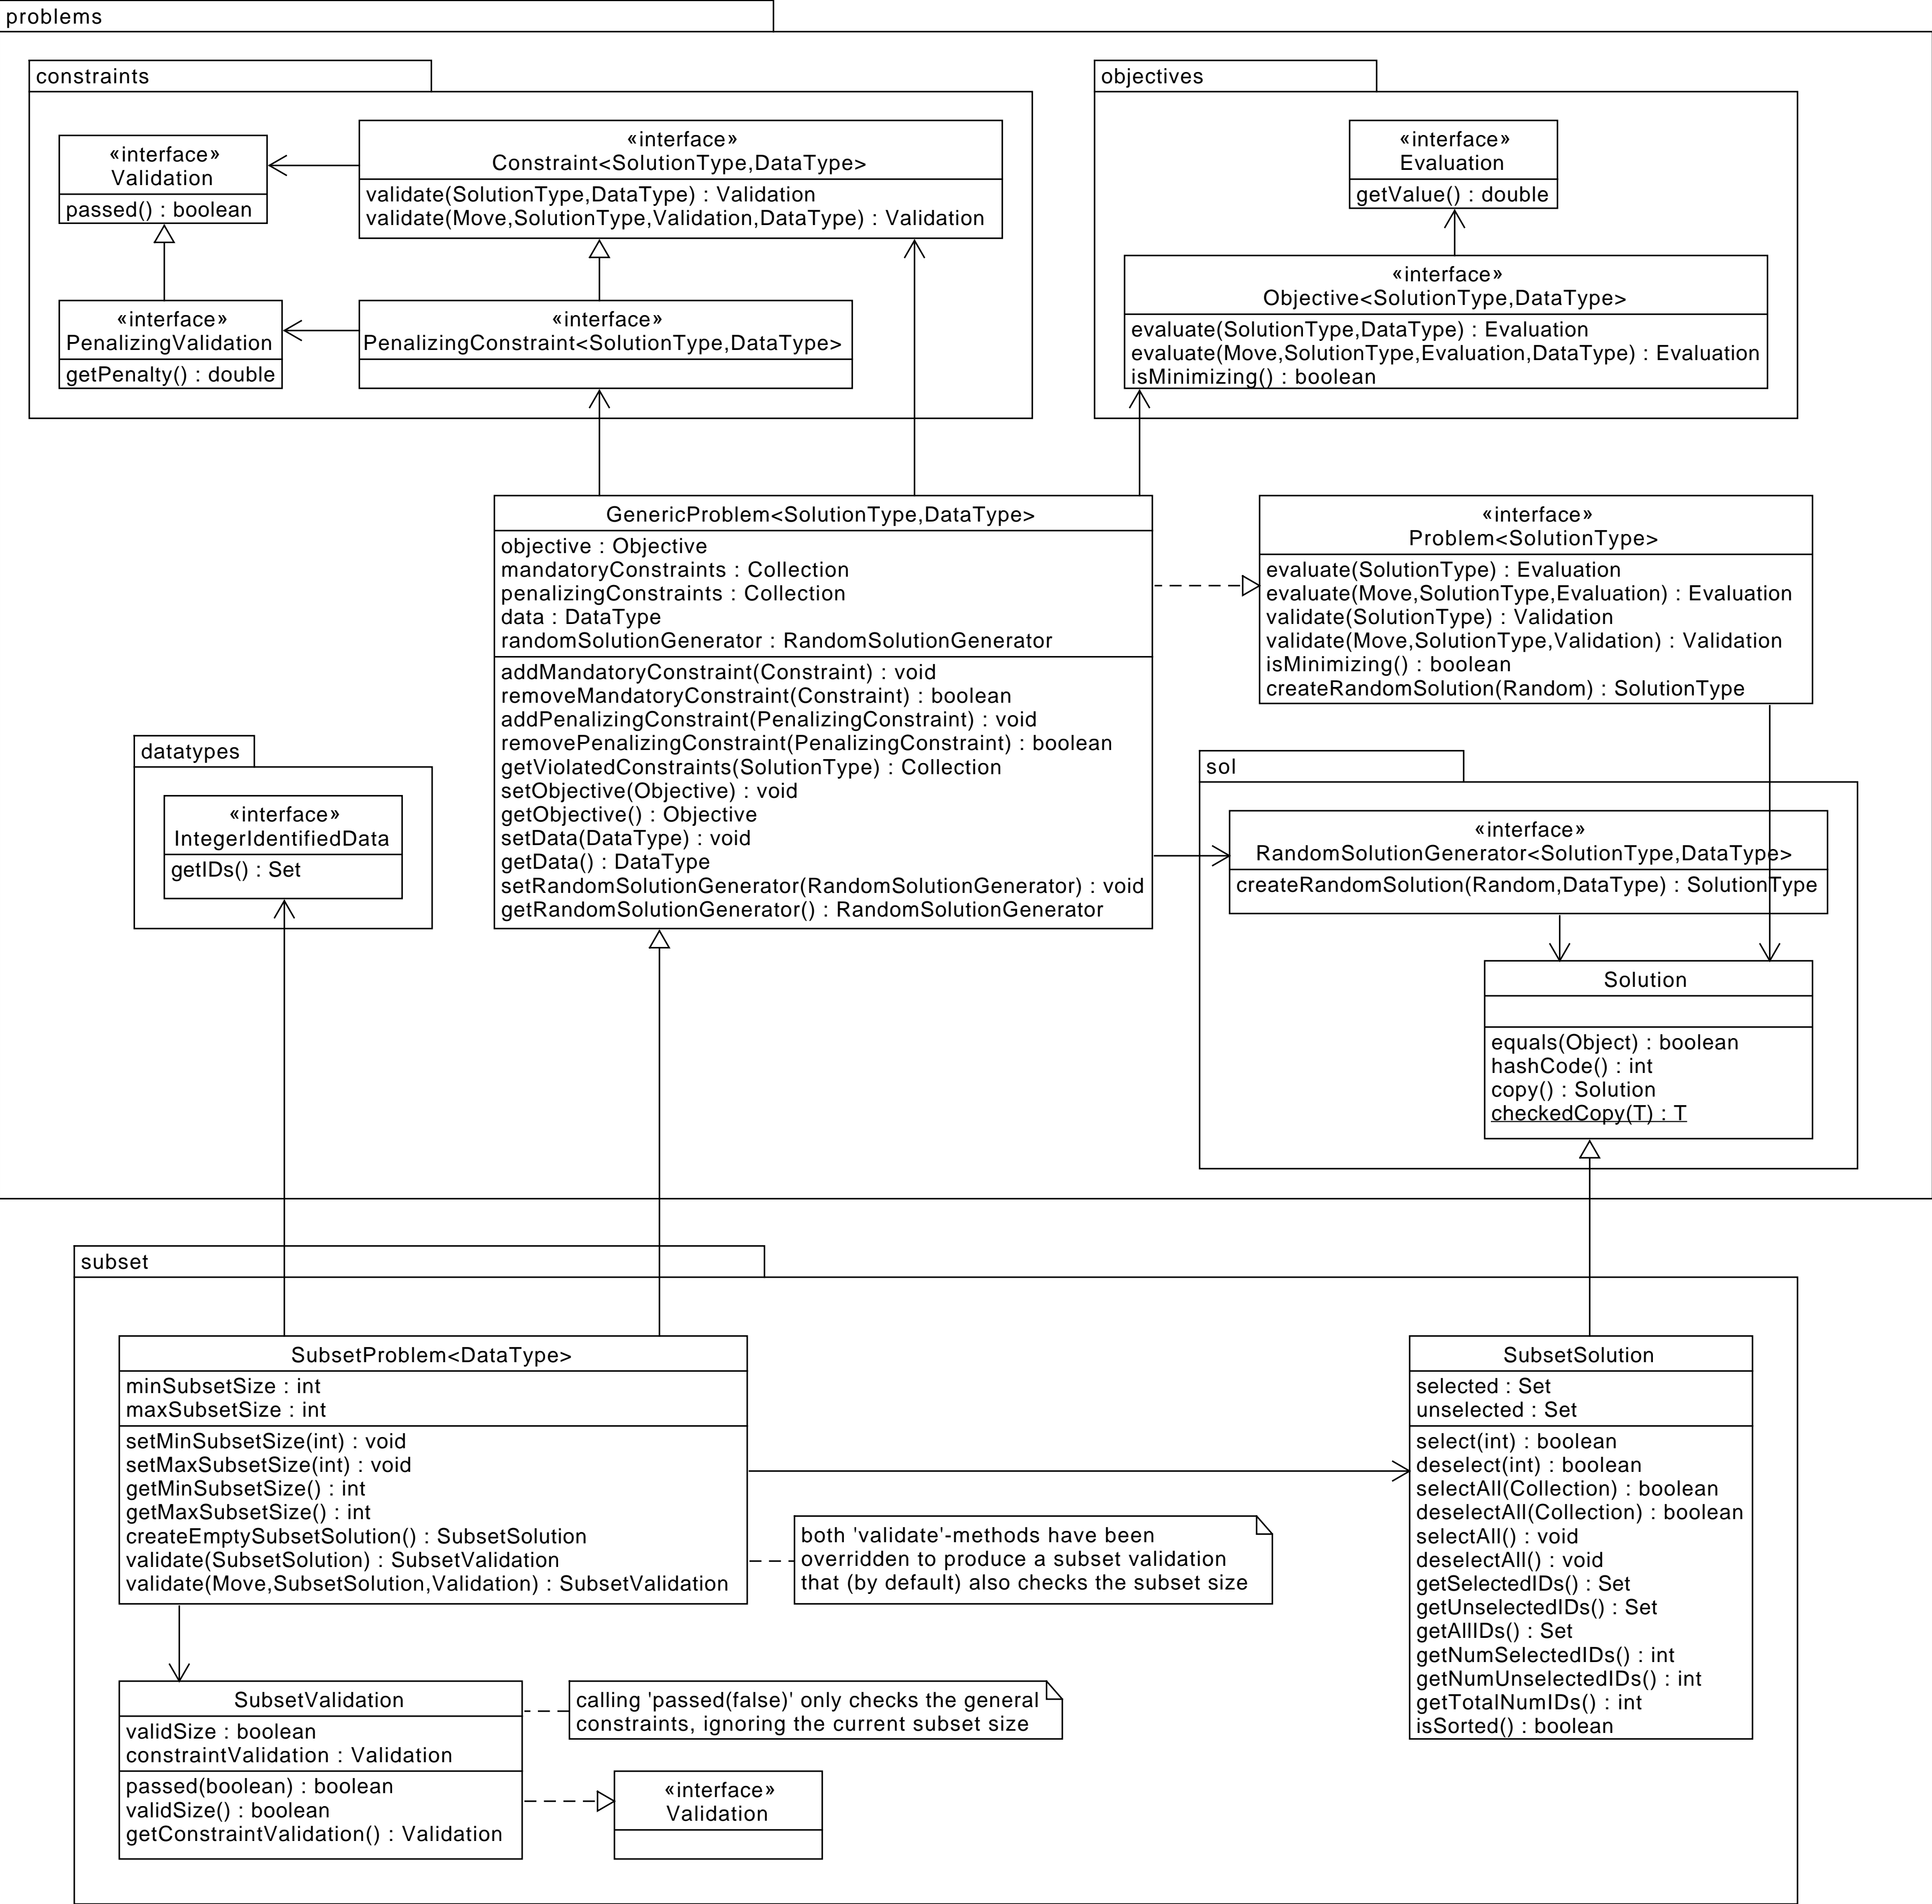 problems
constraints
«interface»
Validation
passed() : boolean
«interface»
Constraint<SolutionType,DataType>
validate(SolutionType,DataType) : Validation
validate(Move,SolutionType,Validation,DataType) : Validation
«interface»
PenalizingValidation
getPenalty() : double
«interface»
PenalizingConstraint<SolutionType,DataType>
objectives
«interface»
Evaluation
getValue() : double
«interface»
Objective<SolutionType,DataType>
evaluate(SolutionType,DataType) : Evaluation
evaluate(Move,SolutionType,Evaluation,DataType) : Evaluation
isMinimizing() : boolean
GenericProblem<SolutionType,DataType>
objective : Objective
mandatoryConstraints : Collection
penalizingConstraints : Collection
data : DataType
randomSolutionGenerator : RandomSolutionGenerator
addMandatoryConstraint(Constraint) : void
removeMandatoryConstraint(Constraint) : boolean
addPenalizingConstraint(PenalizingConstraint) : void
removePenalizingConstraint(PenalizingConstraint) : boolean
getViolatedConstraints(SolutionType) : Collection
setObjective(Objective) : void
getObjective() : Objective
setData(DataType) : void
getData() : DataType
setRandomSolutionGenerator(RandomSolutionGenerator) : void
getRandomSolutionGenerator() : RandomSolutionGenerator
«interface»
Problem<SolutionType>
evaluate(SolutionType) : Evaluation
evaluate(Move,SolutionType,Evaluation) : Evaluation
validate(SolutionType) : Validation
validate(Move,SolutionType,Validation) : Validation
isMinimizing() : boolean
createRandomSolution(Random) : SolutionType
datatypes
«interface»
IntegerIdentifiedData
getIDs() : Set
sol
«interface»
RandomSolutionGenerator<SolutionType,DataType>
createRandomSolution(Random,DataType) : SolutionType
Solution
equals(Object) : boolean
hashCode() : int
copy() : Solution
checkedCopy(T) : T
subset
SubsetProblem<DataType>
minSubsetSize : int
maxSubsetSize : int
setMinSubsetSize(int) : void
setMaxSubsetSize(int) : void
getMinSubsetSize() : int
getMaxSubsetSize() : int
createEmptySubsetSolution() : SubsetSolution
validate(SubsetSolution) : SubsetValidation
validate(Move,SubsetSolution,Validation) : SubsetValidation
both 'validate'-methods have been
overridden to produce a subset validation
that (by default) also checks the subset size
SubsetSolution
selected : Set
unselected : Set
select(int) : boolean
deselect(int) : boolean
selectAll(Collection) : boolean
deselectAll(Collection) : boolean
selectAll() : void
deselectAll() : void
getSelectedIDs() : Set
getUnselectedIDs() : Set
getAllIDs() : Set
getNumSelectedIDs() : int
getNumUnselectedIDs() : int
getTotalNumIDs() : int
isSorted() : boolean
SubsetValidation
validSize : boolean
constraintValidation : Validation
passed(boolean) : boolean
validSize() : boolean
getConstraintValidation() : Validation
calling 'passed(false)' only checks the general
constraints, ignoring the current subset size
«interface»
Validation